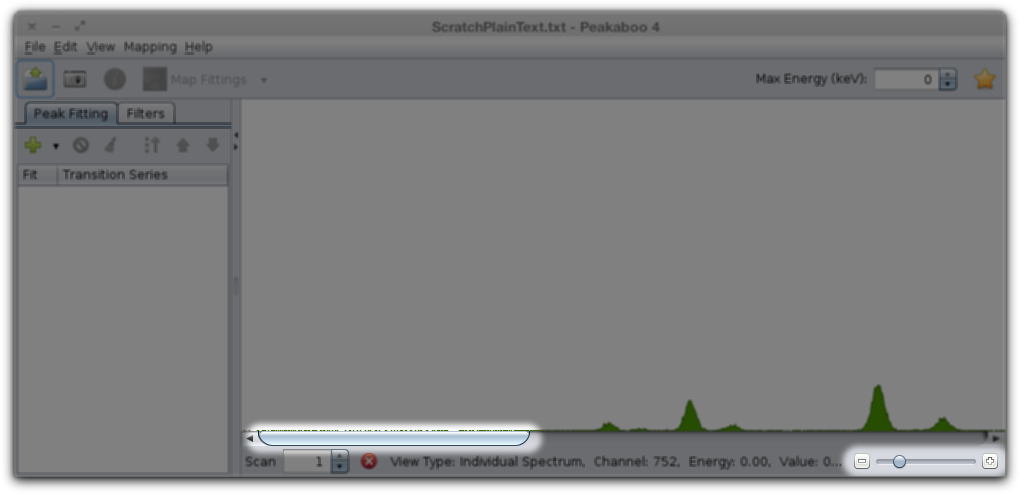 ScratchPlainText.txt - Peakaboo 4
File Edit View Mapping Help
Map Fittings Max Energy (keV): 0
Peak Fitting Filters
Fit Transition Series
Scan 1 View Type: Individual Spectrum, Channel: 752, Energy: 0.00, Value: 0...